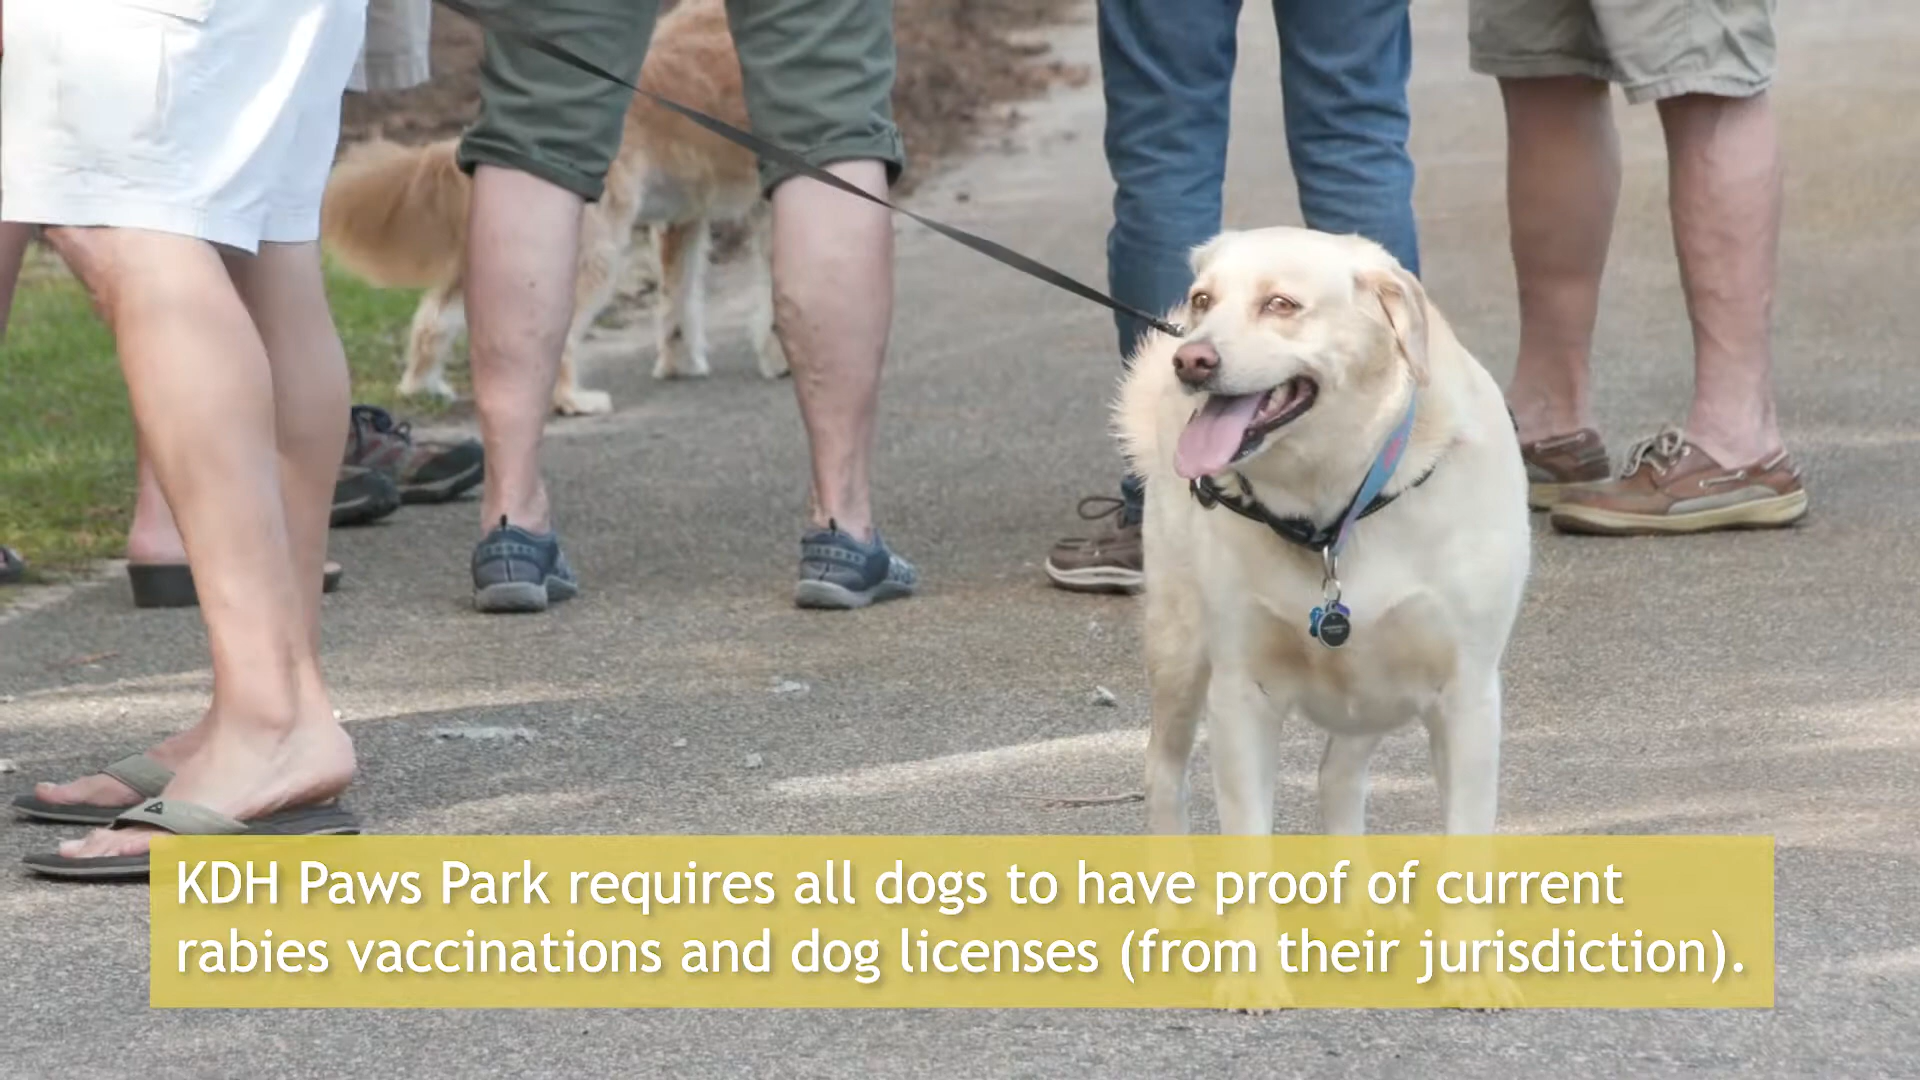 KDH Paws Park requires all dogs to have proof of current
rabies vaccinations and dog licenses (from their jurisdiction).